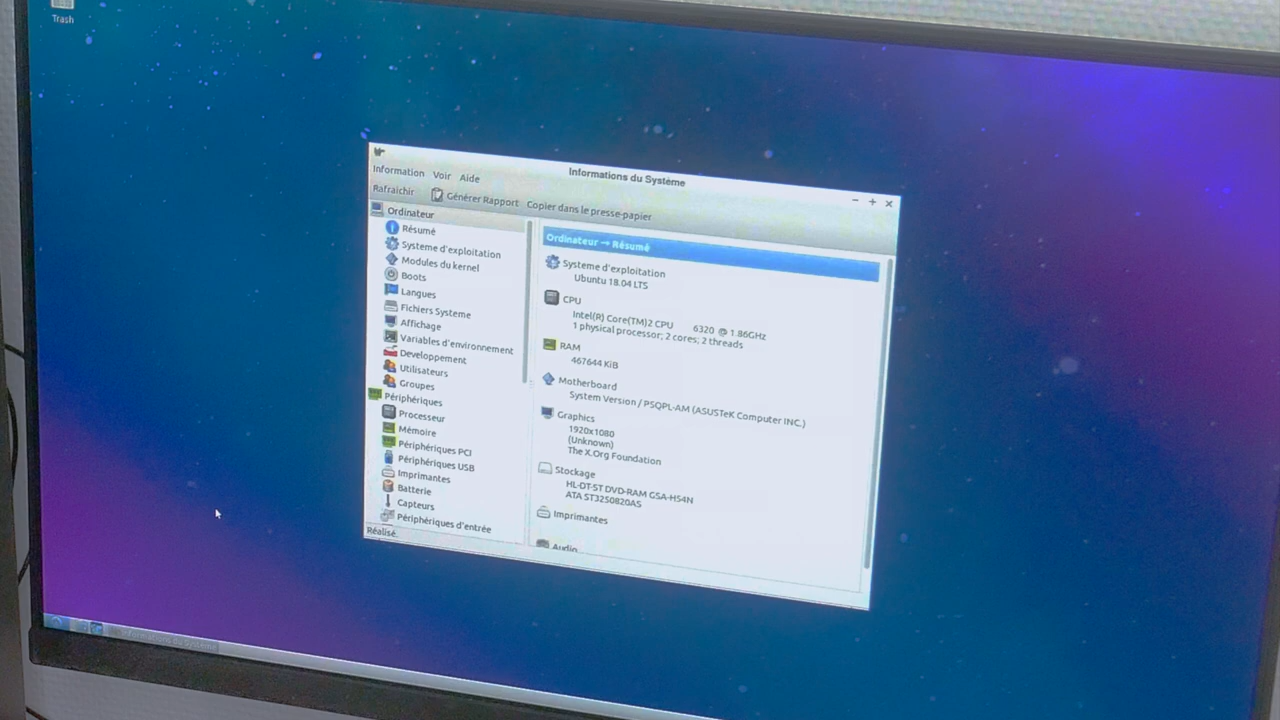 Trash
Informations du Système
Information Voir Aide
Rafraichir Générer Rapport Copier dans le presse-papier
Ordinateur
Résumé
Systeme d'exploitation
Modules du kernel
Boots
Langues
Fichiers Systeme
Affichage
Variables d'environnement
Developpement
Utilisateurs
Groupes
Périphériques
Processeur
Mémoire
Périphériques PCI
Périphériques USB
Imprimantes
Batterie
Capteurs
Périphériques d'entrée
Réalisé.
Ordinateur → Résumé
Systeme d'exploitation
Ubuntu 18.04 LTS
CPU
Intel(R) Core(TM)2 CPU 6320 @ 1.86GHz
1 physical processor; 2 cores; 2 threads
RAM
467644 KiB
Motherboard
System Version / P5QPL-AM (ASUSTeK Computer INC.)
Graphics
1920x1080
(Unknown)
The X.Org Foundation
Stockage
HL-DT-ST DVD-RAM GSA-H54N
ATA ST3250820AS
Imprimantes
Audio
Informations du Système